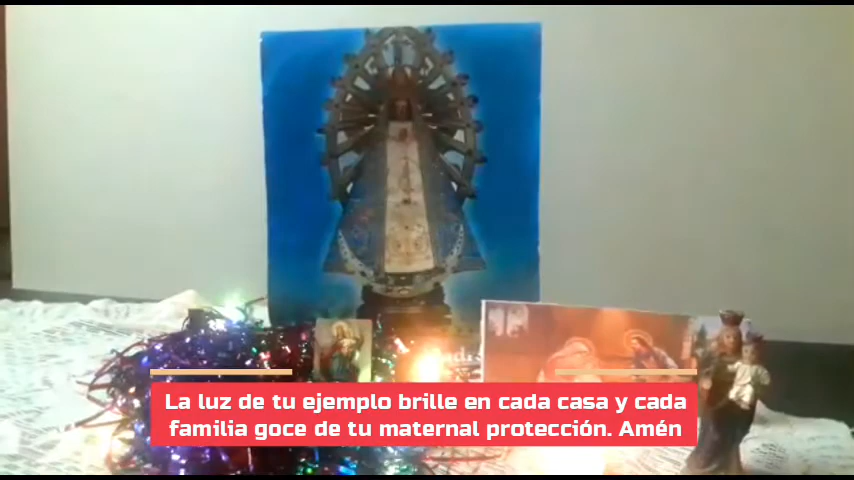 La luz de tu ejemplo brille en cada casa y cada
familia goce de tu maternal protección. Amén